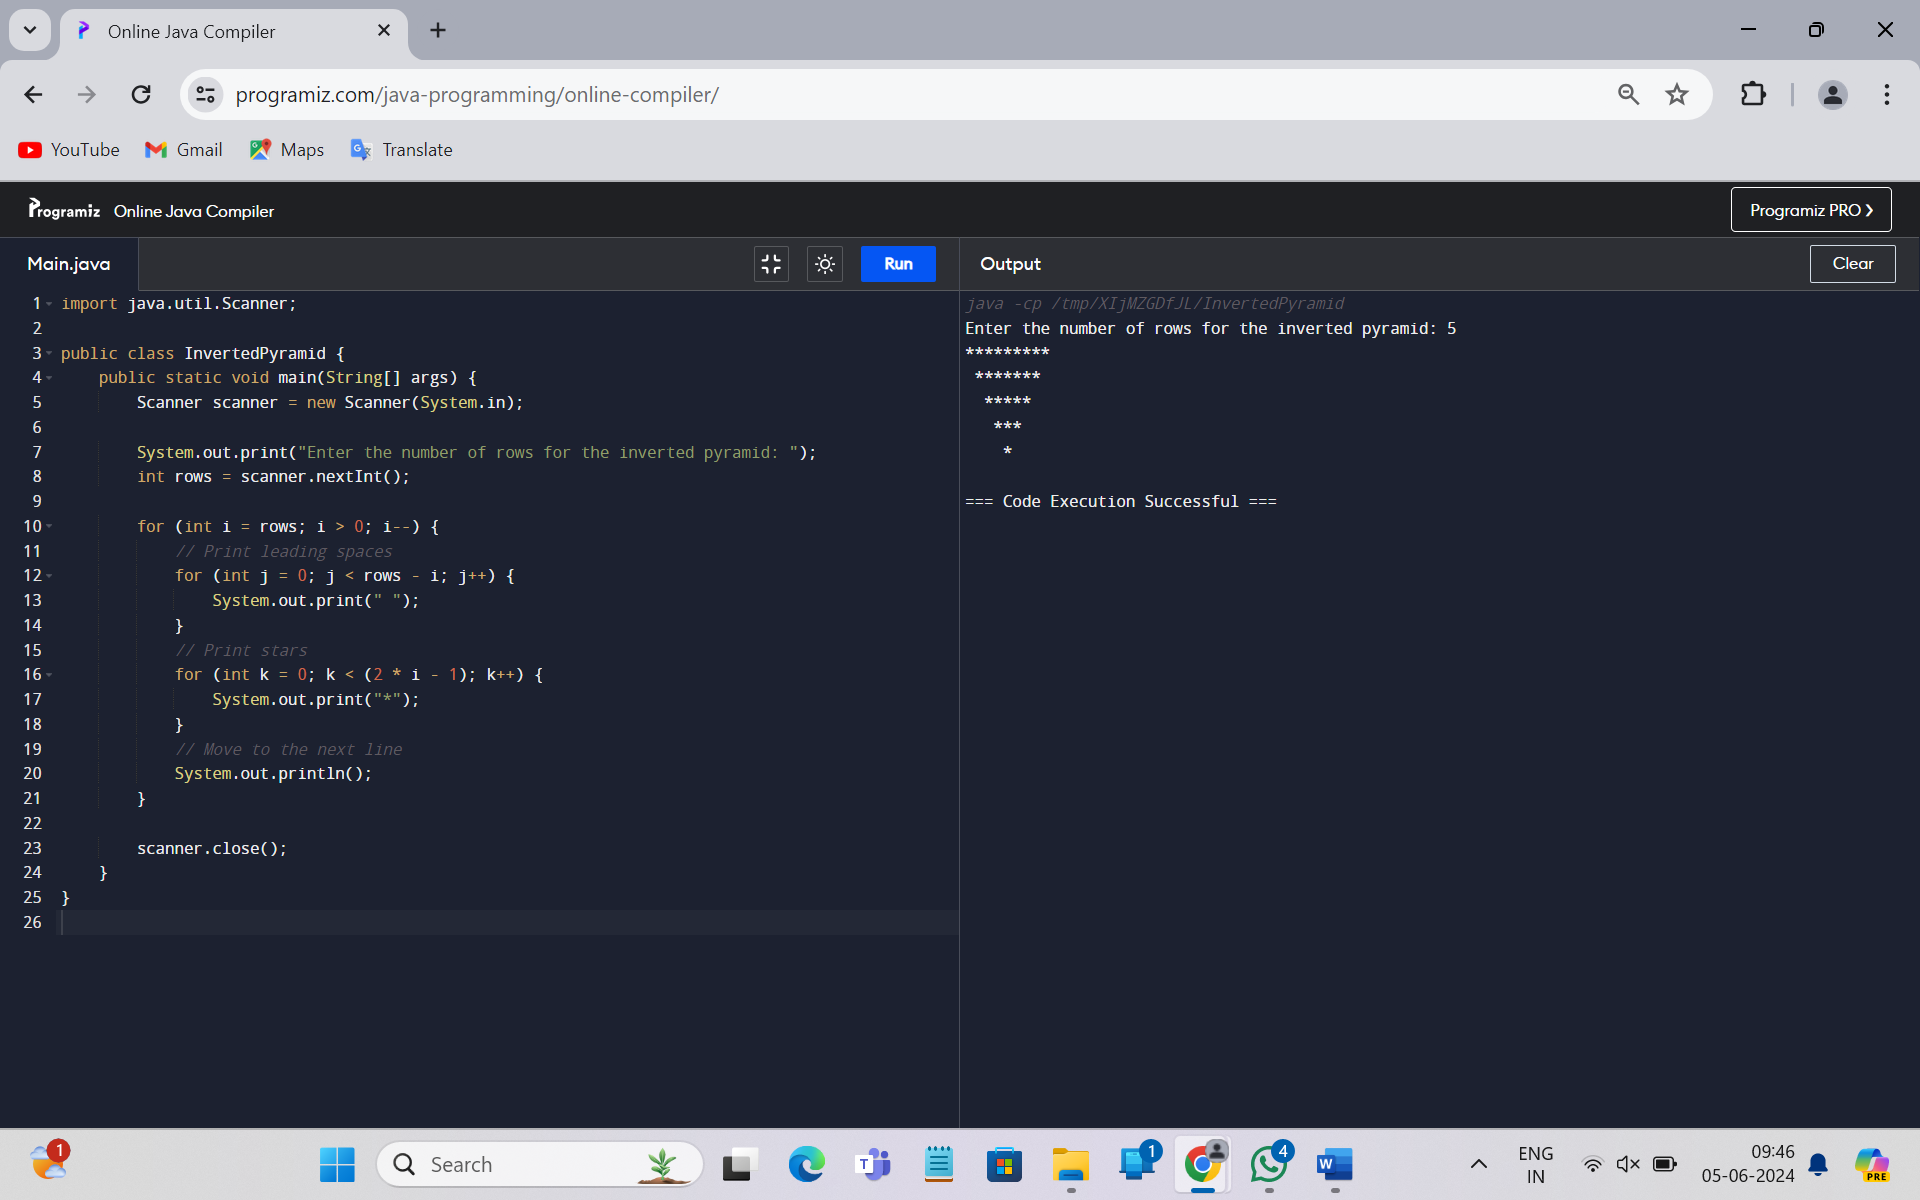 Online Java Compiler
programiz.com/java-programming/online-compiler/
YouTube Gmail Maps Translate
Programiz Online Java Compiler Programiz PRO ›
Main.java Run Output Clear
1 import java.util.Scanner;
2
3 public class InvertedPyramid {
4     public static void main(String[] args) {
5         Scanner scanner = new Scanner(System.in);
6
7         System.out.print("Enter the number of rows for the inverted pyramid: ");
8         int rows = scanner.nextInt();
9
10         for (int i = rows; i > 0; i--) {
11             // Print leading spaces
12             for (int j = 0; j < rows - i; j++) {
13                 System.out.print(" ");
14             }
15             // Print stars
16             for (int k = 0; k < (2 * i - 1); k++) {
17                 System.out.print("*");
18             }
19             // Move to the next line
20             System.out.println();
21         }
22
23         scanner.close();
24     }
25 }
26
java -cp /tmp/XIjMZGDfJL/InvertedPyramid
Enter the number of rows for the inverted pyramid: 5
*********
 *******
  *****
   ***
    *
=== Code Execution Successful ===
1 Search T 1 4 W ENG 09:46
IN 05-06-2024 PRE